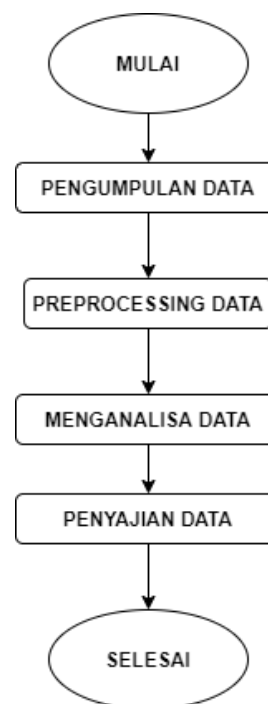 MULAI
PENGUMPULAN DATA
PREPROCESSING DATA
MENGANALISA DATA
PENYAJIAN DATA
SELESAI